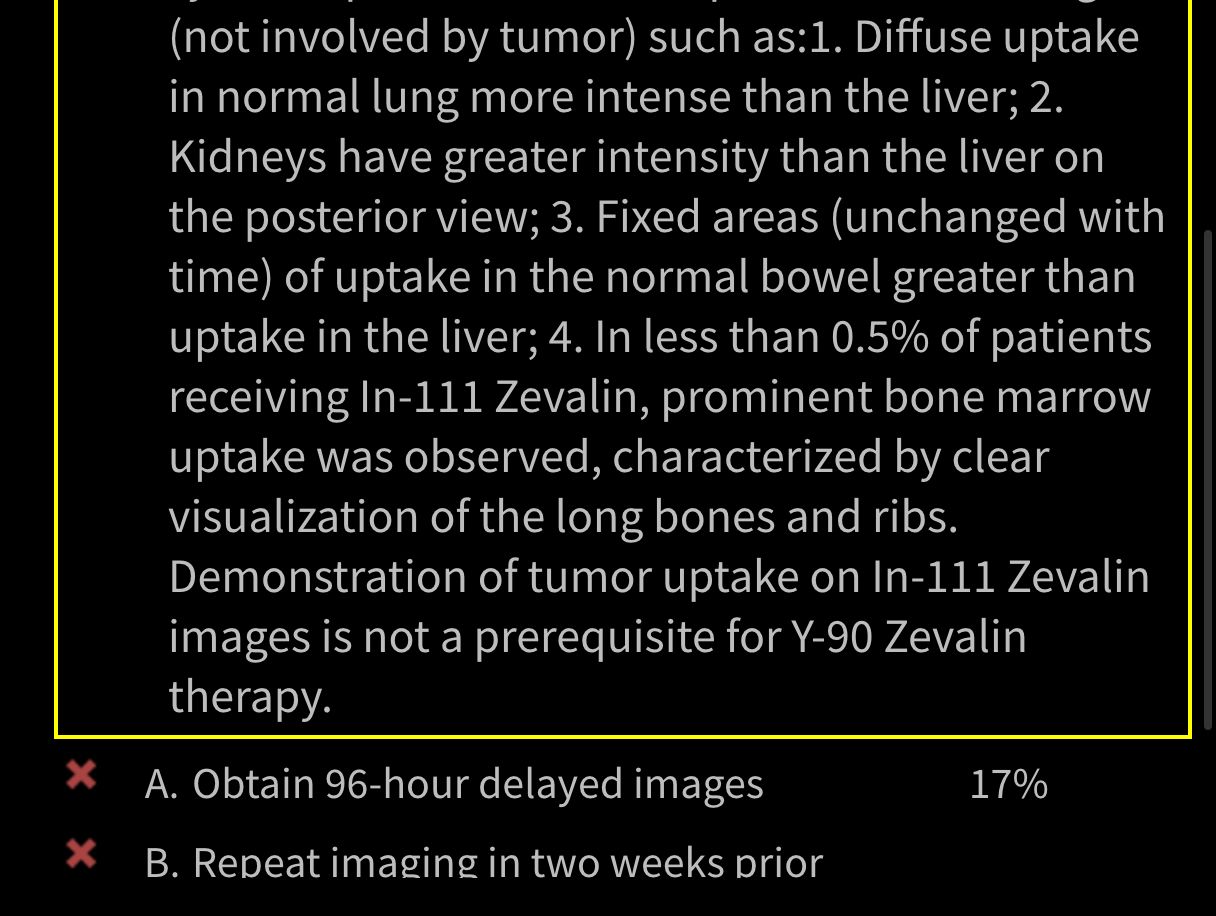 (not involved by tumor) such as:1. Diffuse uptake
in normal lung more intense than the liver; 2.
Kidneys have greater intensity than the liver on
the posterior view; 3. Fixed areas (unchanged with
time) of uptake in the normal bowel greater than
uptake in the liver; 4. In less than 0.5% of patients
receiving In-111 Zevalin, prominent bone marrow
uptake was observed, characterized by clear
visualization of the long bones and ribs.
Demonstration of tumor uptake on In-111 Zevalin
images is not a prerequisite for Y-90 Zevalin
therapy.
A. Obtain 96-hour delayed images 17%
B. Repeat imaging in two weeks prior